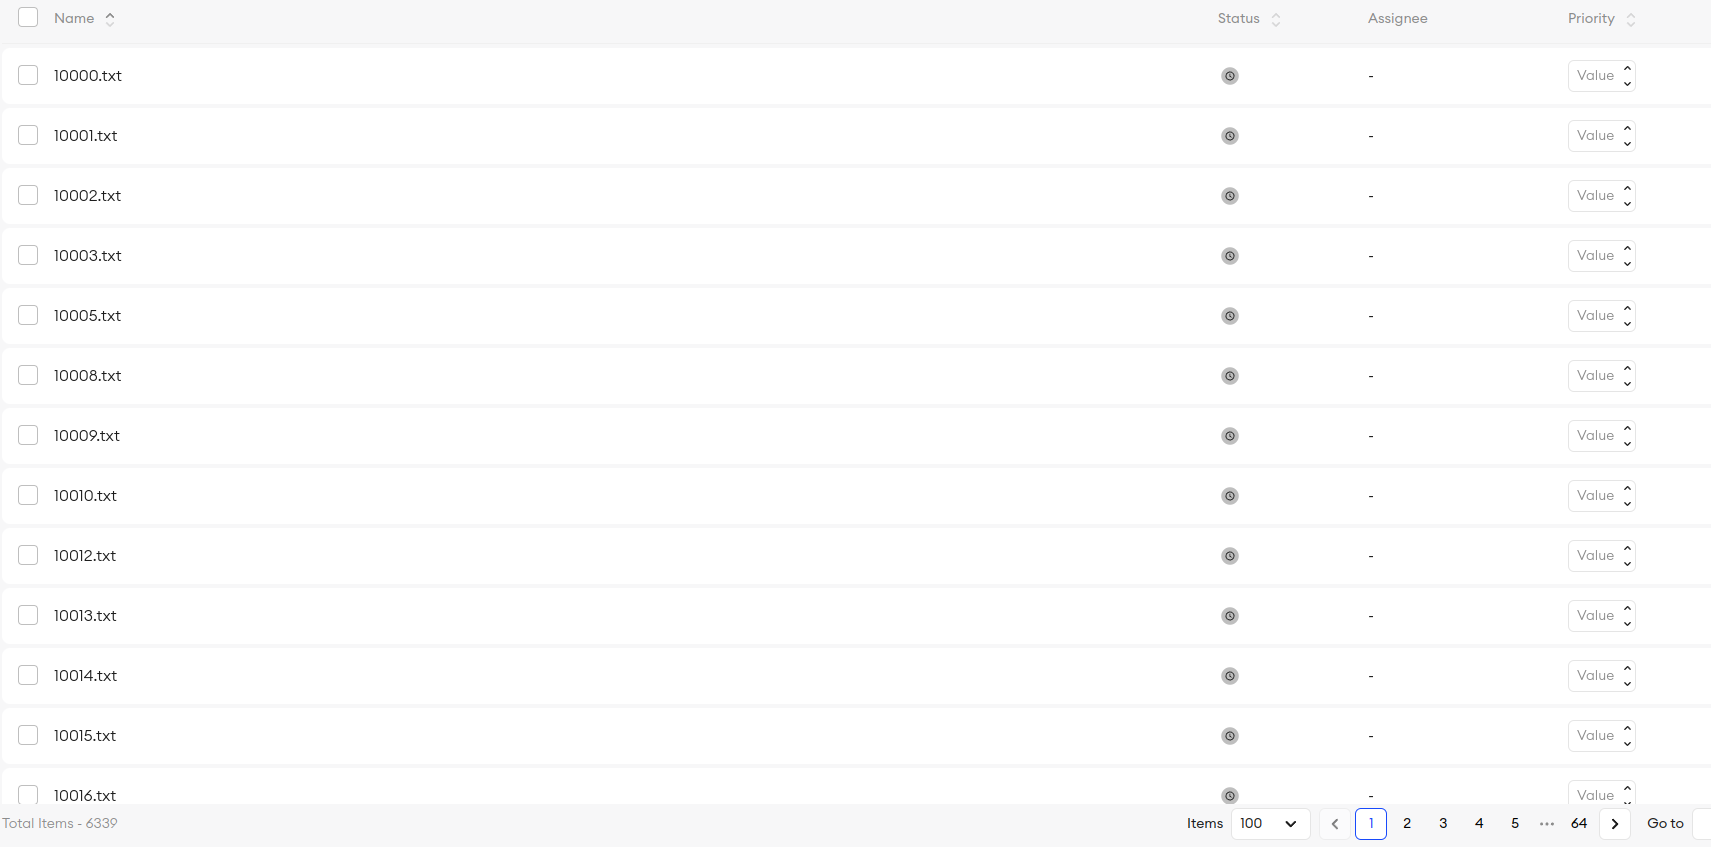 Name Status Assignee Priority
10000.txt - Value
10001.txt - Value
10002.txt - Value
10003.txt - Value
10005.txt - Value
10008.txt - Value
10009.txt - Value
10010.txt - Value
10012.txt - Value
10013.txt - Value
10014.txt - Value
10015.txt - Value
10016.txt - Value
Total Items - 6339 Items 100 1 2 3 4 5 ••• 64 Go to